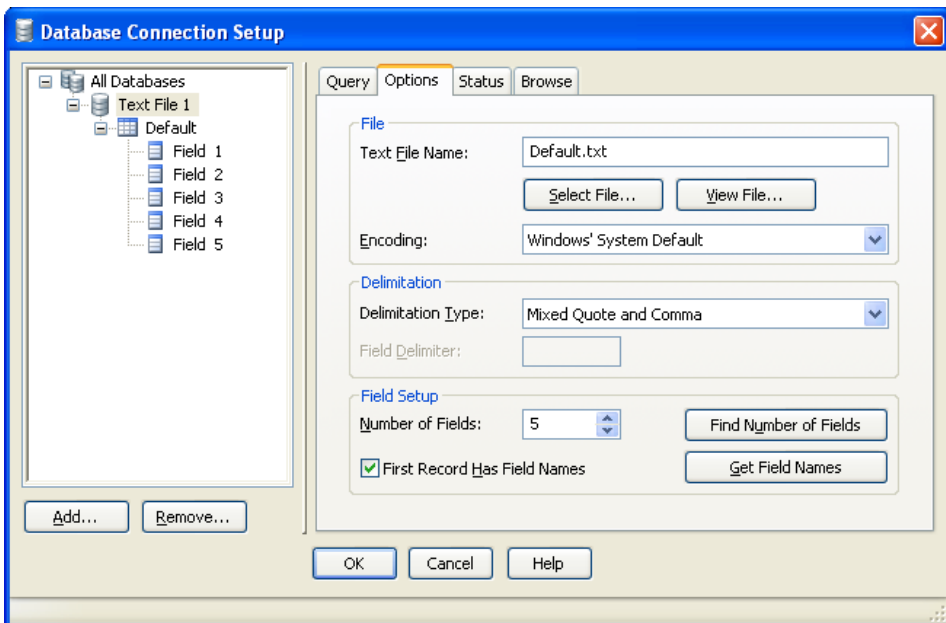 Database Connection Setup
All Databases
Text File 1
Default
Field 1
Field 2
Field 3
Field 4
Field 5
Add...
Remove...
Query
Options
Status
Browse
File
Text File Name:
Default.txt
Select File...
View File...
Encoding:
Windows' System Default
Delimitation
Delimitation Type:
Mixed Quote and Comma
Field Delimiter:
Field Setup
Number of Fields:
5
Find Number of Fields
First Record Has Field Names
Get Field Names
OK
Cancel
Help